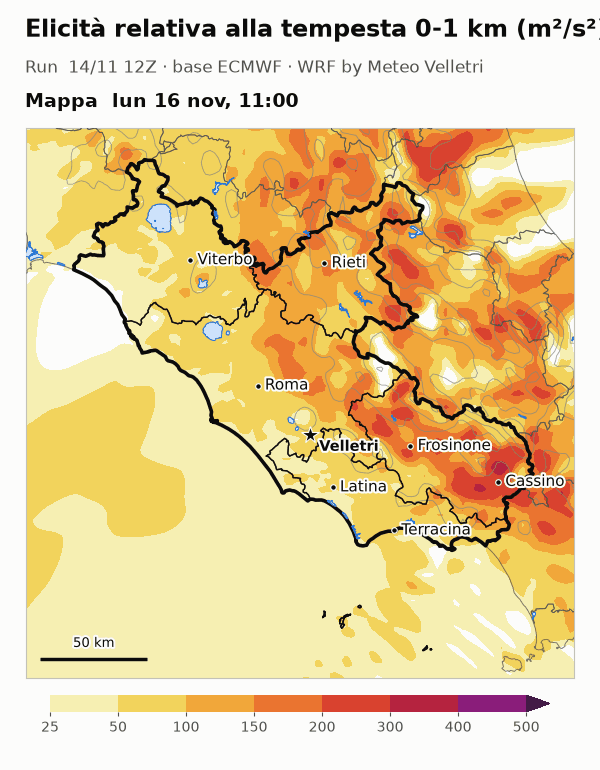 Elicità relativa alla tempesta 0-1 km (m²/s²)
Run 14/11 12Z · base ECMWF · WRF by Meteo Velletri
Mappa lun 16 nov, 11:00
Viterbo
Rieti
Roma
Velletri
Frosinone
Cassino
Latina
Terracina
50 km
25 50 100 150 200 300 400 500